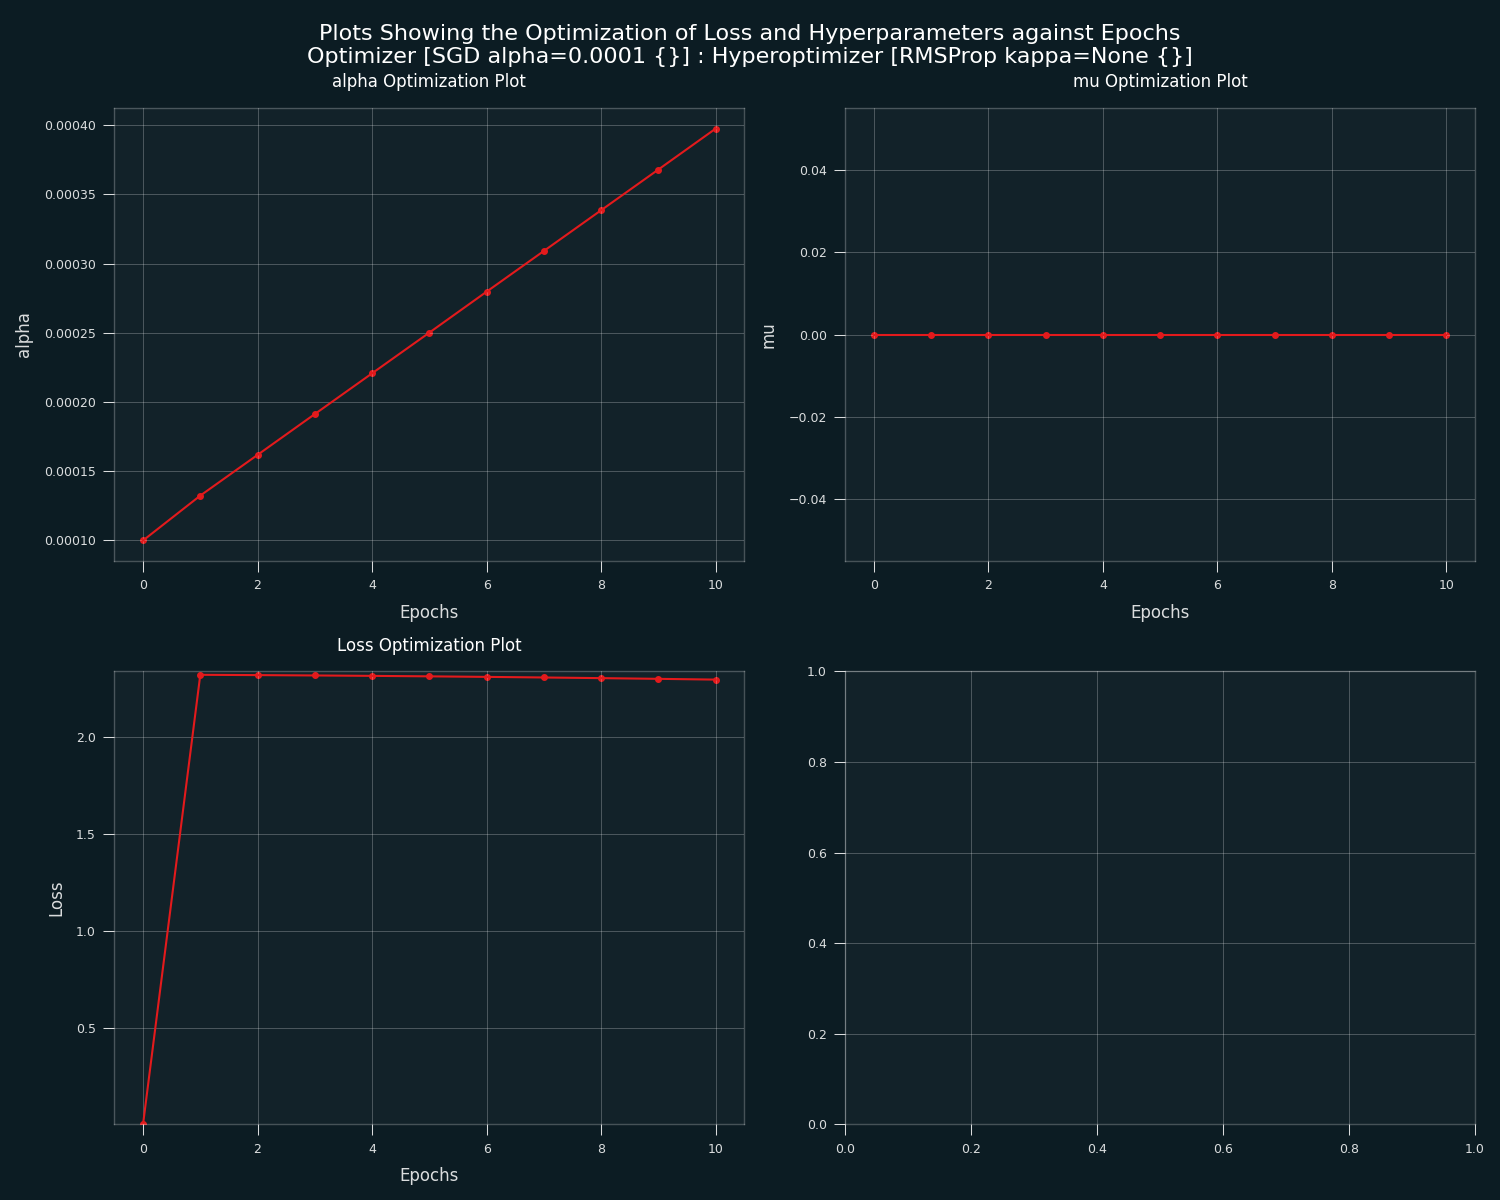 Plots Showing the Optimization of Loss and Hyperparameters against Epochs
Optimizer [SGD alpha=0.0001 {}] : Hyperoptimizer [RMSProp kappa=None {}]
alpha Optimization Plot
0.00040
0.00035
0.00030
0.00025
0.00020
0.00015
0.00010
alpha
0 2 4 6 8 10
Epochs
mu Optimization Plot
0.04
0.02
0.00
−0.02
−0.04
mu
0 2 4 6 8 10
Epochs
Loss Optimization Plot
2.0
1.5
1.0
0.5
Loss
0 2 4 6 8 10
Epochs
1.0
0.8
0.6
0.4
0.2
0.0
0.0 0.2 0.4 0.6 0.8 1.0